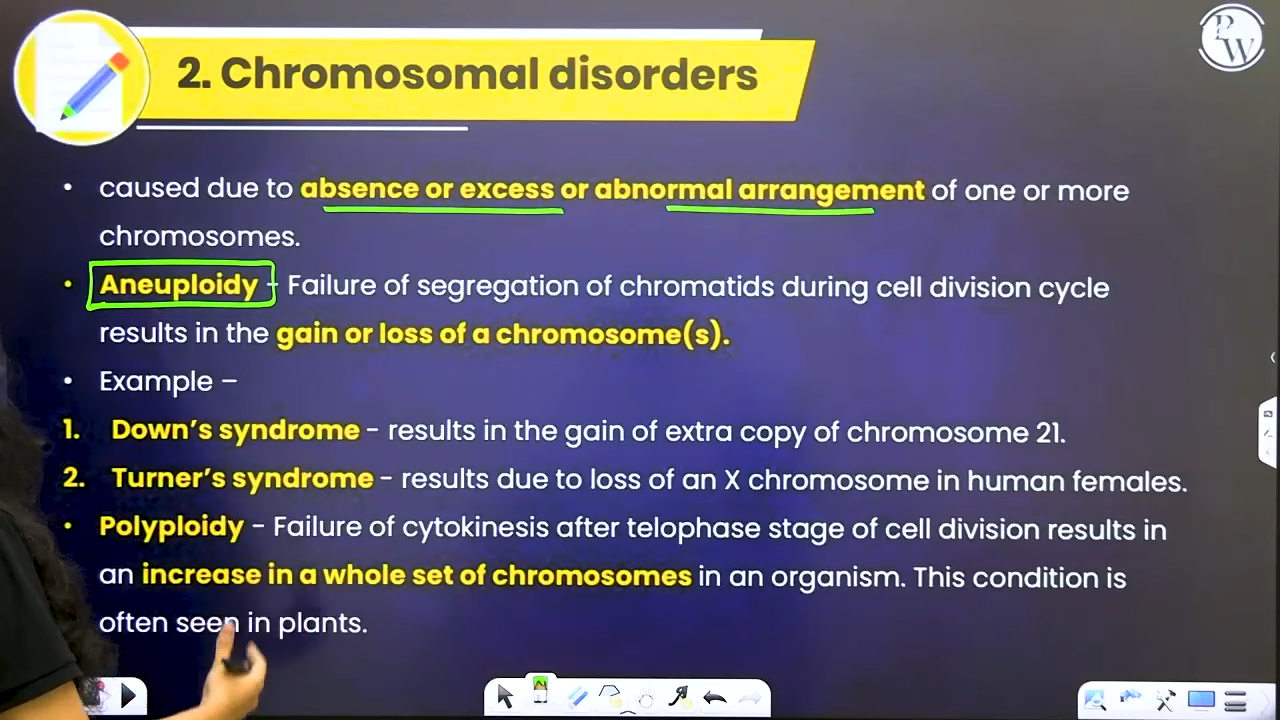 PW
2. Chromosomal disorders
• caused due to absence or excess or abnormal arrangement of one or more
chromosomes.
• Aneuploidy - Failure of segregation of chromatids during cell division cycle
results in the gain or loss of a chromosome(s).
• Example –
1. Down's syndrome - results in the gain of extra copy of chromosome 21.
2. Turner's syndrome - results due to loss of an X chromosome in human females.
• Polyploidy - Failure of cytokinesis after telophase stage of cell division results in
an increase in a whole set of chromosomes in an organism. This condition is
often seen in plants.